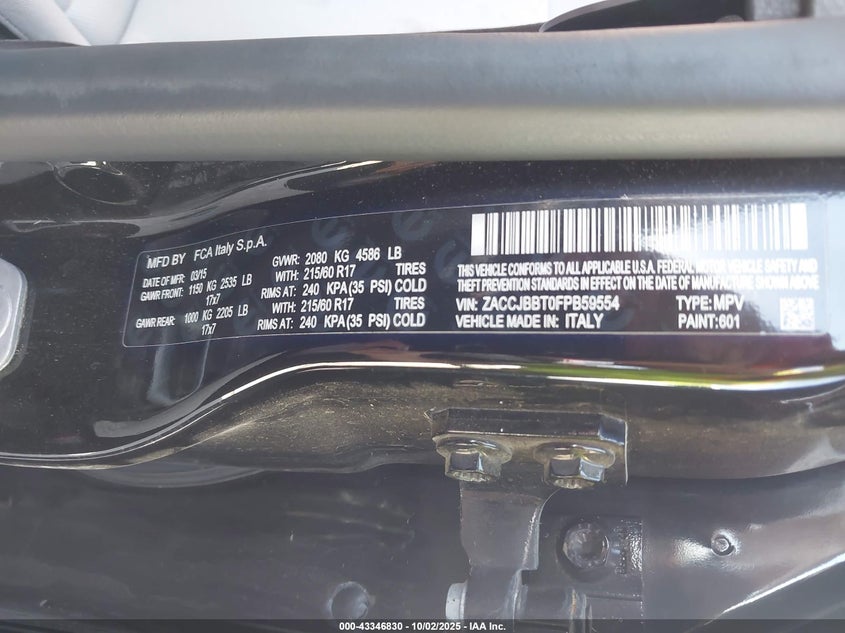 MFD BY FCA Italy S.p.A.
DATE OF MFR 03/15 GVWR: 2080 KG 4586 LB
GAWR FRONT: 1150 KG 2535 LB WITH: 215/60 R17 TIRES
17x7 RIMS AT: 240 KPA (35 PSI) COLD
GAWR REAR: 1000 KG 2205 LB WITH: 215/60 R17 TIRES
17x7 RIMS AT: 240 KPA(35 PSI) COLD
THIS VEHICLE CONFORMS TO ALL APPLICABLE U.S.A. FEDERAL MOTOR VEHICLE SAFETY, BUMPER, AND
THEFT PREVENTION STANDARDS IN EFFECT ON THE DATE OF MANUFACTURE SHOWN ABOVE
VIN: ZACCJBBT0FPB59554 TYPE: MPV
VEHICLE MADE IN: ITALY PAINT:601
000-43346830 - 10/02/2025 - IAA Inc.